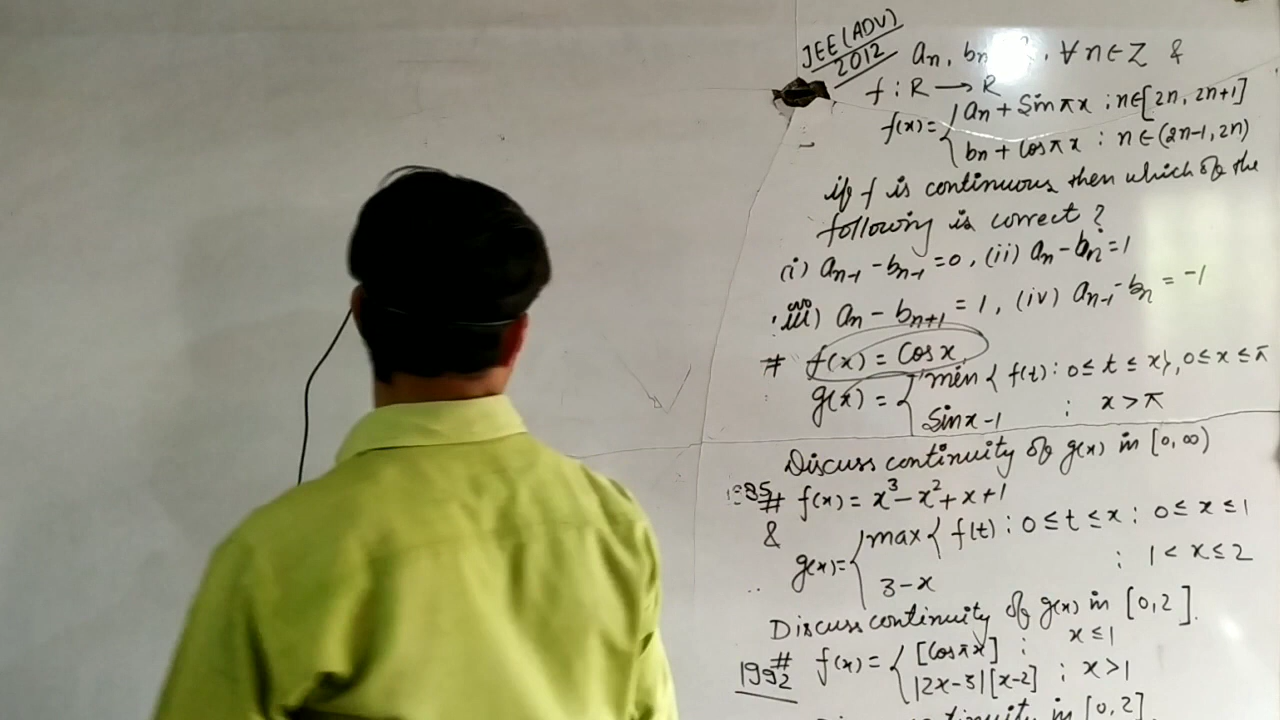 JEE(ADV)
2012
an, bn , ∀ n∈Z &
f : R → R
f(x)= { an + Sin πx ; n∈[2n, 2n+1]
bn + Cos πx : n∈(2n-1, 2n)
if f is continuous then which of the
following is correct ?
(i) an-1 - bn-1 = 0, (ii) an - bn = 1
(iii) an - bn+1 = 1, (iv) an-1 - bn = -1
# f(x) = Cos x
g(x) = { min { f(t) : 0 ≤ t ≤ x}, 0 ≤ x ≤ π
Sin x - 1 ; x > π
Discuss continuity of g(x) in [0, ∞)
1985 # f(x) = x³ - x² + x + 1
&
g(x)= { max { f(t) : 0 ≤ t ≤ x : 0 ≤ x ≤ 1
3 - x : 1 < x ≤ 2
Discuss continuity of g(x) in [0, 2].
1992 # f(x) = { [Cos πx] : x ≤ 1
|2x-3|[x-2] ; x > 1
in [0, 2]